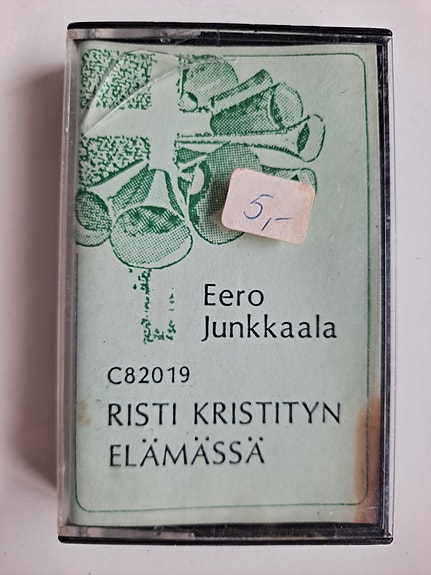 5,-
Eero
Junkkaala
C82019
RISTI KRISTITYN
ELÄMÄSSÄ